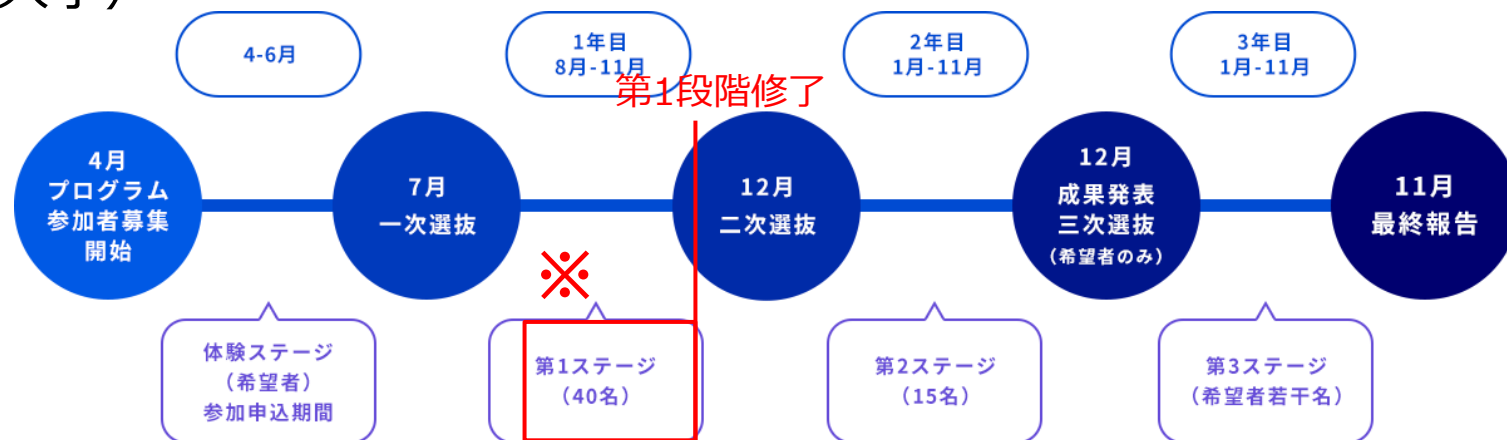 4-6月
1年目
8月-11月
2年目
1月-11月
3年目
1月-11月
第1段階修了
4月
プログラム
参加者募集
開始
7月
一次選抜
12月
二次選抜
12月
成果発表
三次選抜
(希望者のみ)
11月
最終報告
※
体験ステージ
(希望者)
参加申込期間
第1ステージ
(40名)
第2ステージ
(15名)
第3ステージ
(希望者若干名)